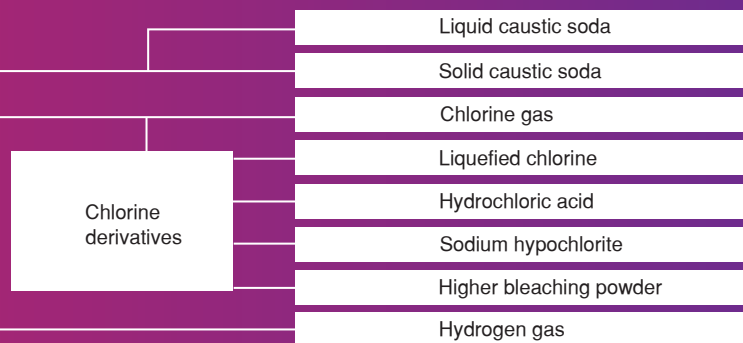 Liquid caustic soda
Solid caustic soda
Chlorine gas
Liquefied chlorine
Chlorine
derivatives
Hydrochloric acid
Sodium hypochlorite
Higher bleaching powder
Hydrogen gas